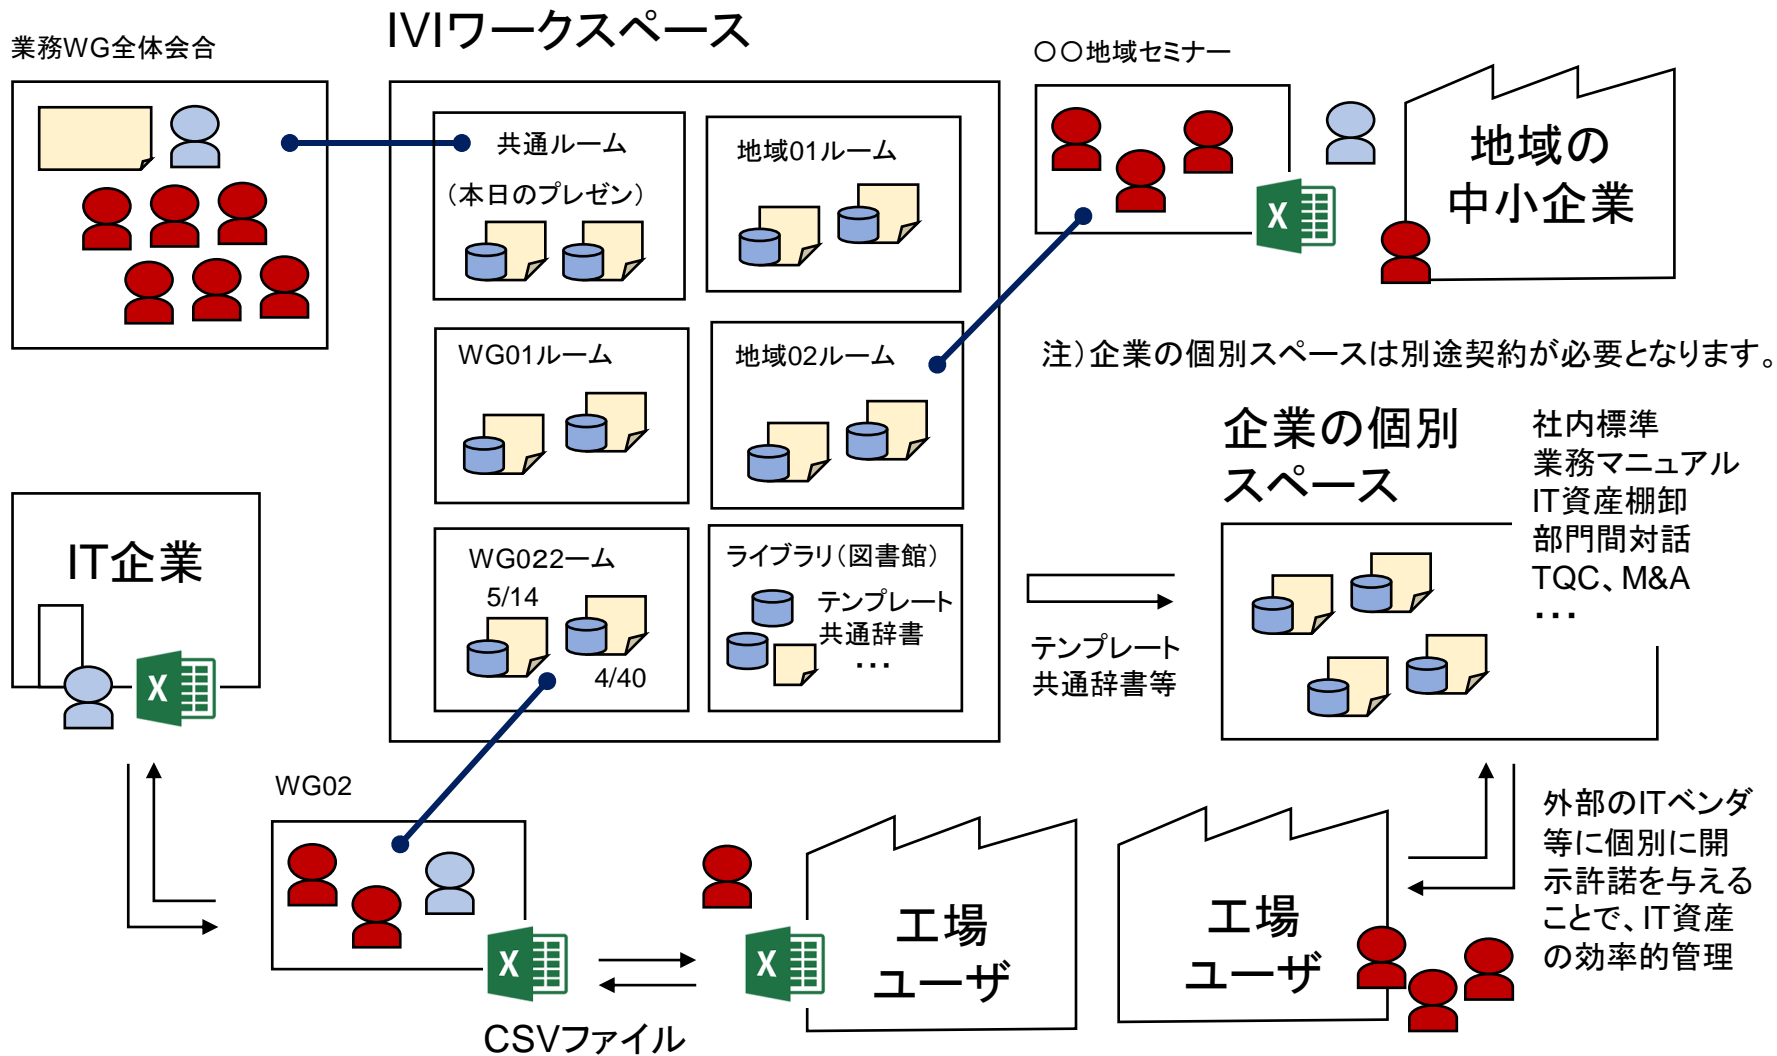 IVIワークスペース
業務WG全体会合
〇〇地域セミナー
共通ルーム
(本日のプレゼン)
地域01ルーム
地域の
中小企業
X
WG01ルーム
地域02ルーム
注)企業の個別スペースは別途契約が必要となります。
企業の個別
スペース
社内標準
業務マニュアル
IT資産棚卸
部門間対話
TQC、M&A
・・・
IT企業
X
WG022ーム
5/14
4/40
ライブラリ(図書館)
テンプレート
共通辞書
・・・
テンプレート
共通辞書等
WG02
X
CSVファイル
X
工場
ユーザ
工場
ユーザ
外部のITベンダ
等に個別に開
示許諾を与える
ことで、IT資産
の効率的管理